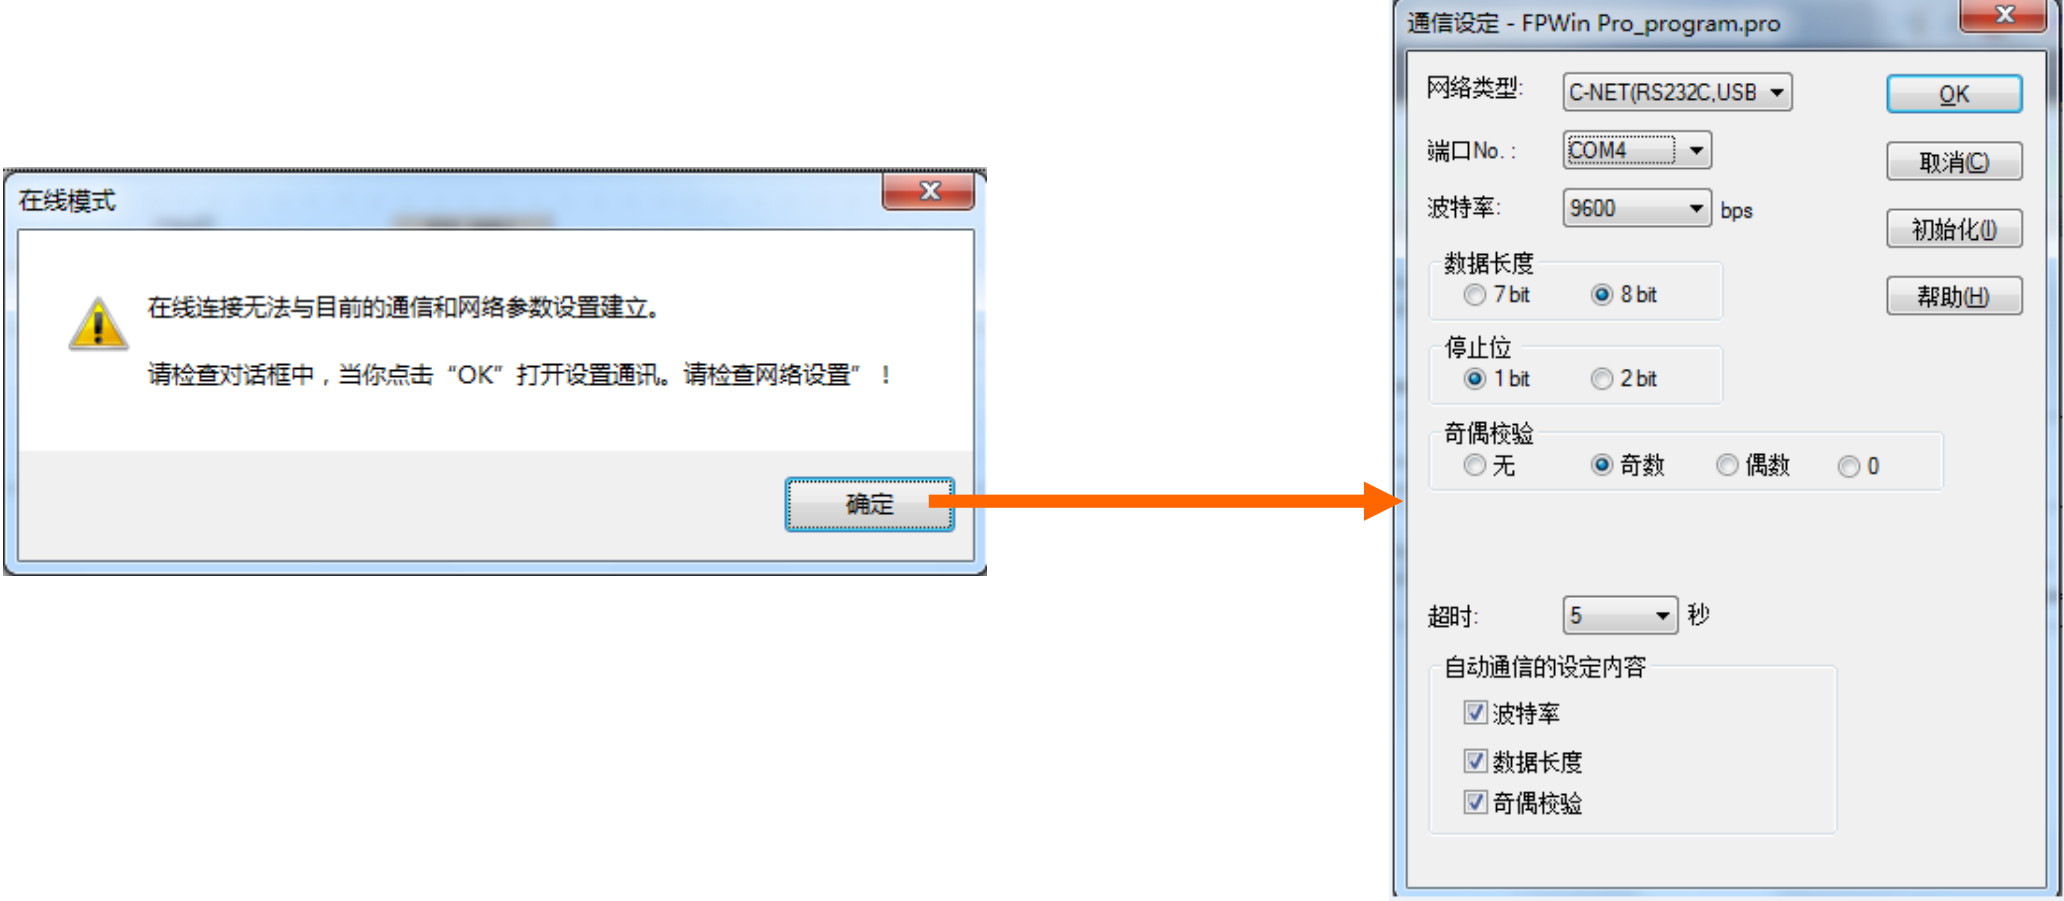 在线模式
在线连接无法与目前的通信和网络参数设置建立。
请检查对话框中，当你点击“OK”打开设置通讯。请检查网络设置” ！
确定
通信设定 - FPWin Pro_program.pro
网络类型: C-NET(RS232C,USB OK
端口No. : COM4 取消(C)
波特率: 9600 bps 初始化(I)
数据长度
7 bit 8 bit 帮助(H)
停止位
1 bit 2 bit
奇偶校验
无 奇数 偶数 0
超时: 5 秒
自动通信的设定内容
波特率
数据长度
奇偶校验